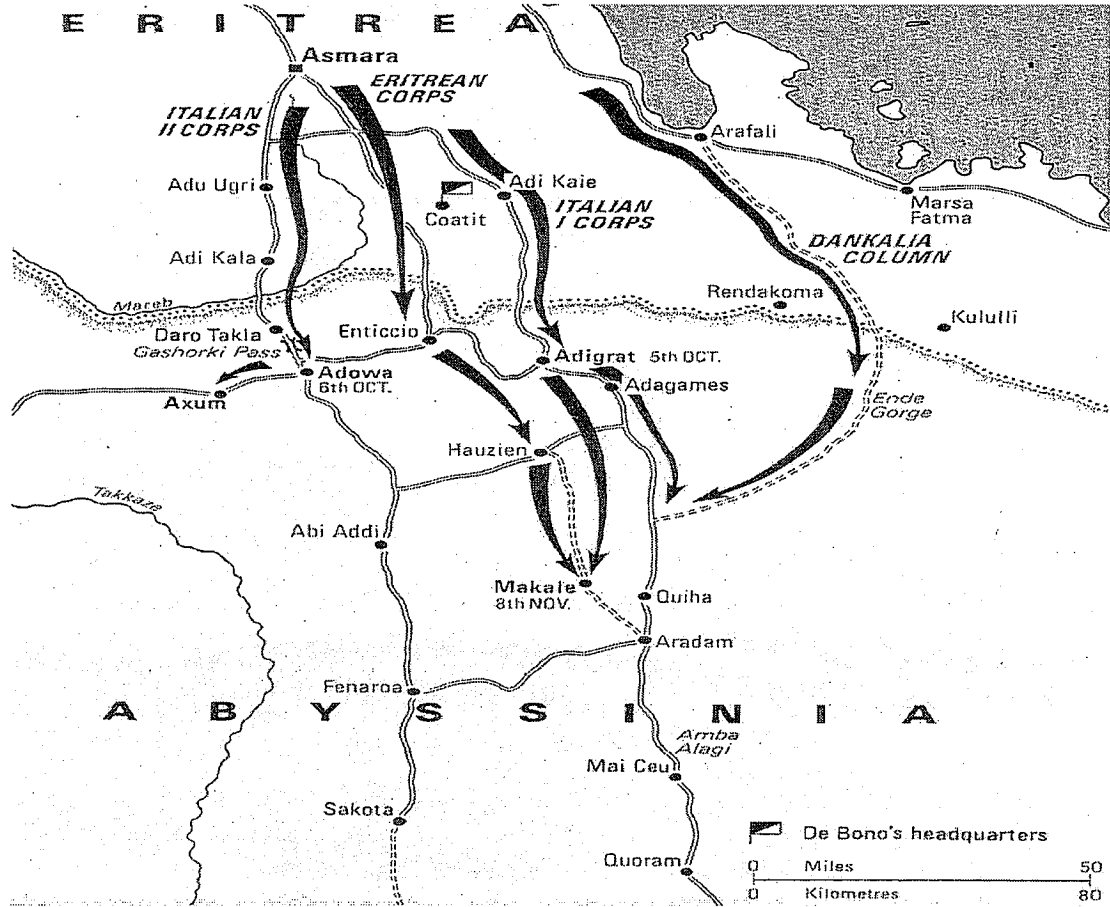 ERITREA
Asmara
ERITREAN
CORPS
ITALIAN
II CORPS
Arafali
Adu Ugri
Adi Kaie
Coatit
ITALIAN
I CORPS
Marsa
Fatma
DANKALIA
COLUMN
Adi Kala
Mareb
Rendakoma
Kululli
Daro Takla
Gashorki Pass
Enticcio
Adowa
6th OCT.
Adigrat 5th OCT.
Adagames
Axum
Ende
Gorge
Hauzien
Takkaze
Abi Addi
Makale
8th NOV.
Quiha
Aradam
Fenaroa
ABYSSINIA
Amba
Alagi
Mai Ceu
Sakota
Quoram
De Bono's headquarters
0 Miles 50
0 Kilometres 80